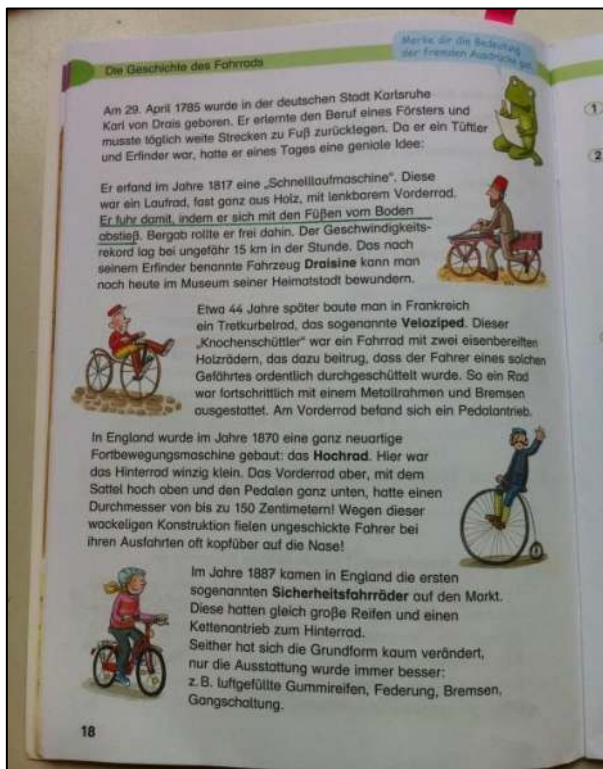 Merke dir die Bedeutung
der fremden Ausdrücke gut.
Die Geschichte des Fahrrads
Am 29. April 1785 wurde in der deutschen Stadt Karlsruhe
Karl von Drais geboren. Er erlernte den Beruf eines Försters und
musste täglich weite Strecken zu Fuß zurücklegen. Da er ein Tüftler
und Erfinder war, hatte er eines Tages eine geniale Idee:
Er erfand im Jahre 1817 eine „Schnelllaufmaschine“. Diese
war ein Laufrad, fast ganz aus Holz, mit lenkbarem Vorderrad.
Er fuhr damit, indem er sich mit den Füßen vom Boden
abstieß. Bergab rollte er frei dahin. Der Geschwindigkeits-
rekord lag bei ungefähr 15 km in der Stunde. Das nach
seinem Erfinder benannte Fahrzeug Draisine kann man
noch heute im Museum seiner Heimatstadt bewundern.
Etwa 44 Jahre später baute man in Frankreich
ein Tretkurbelrad, das sogenannte Veloziped. Dieser
„Knochenschüttler“ war ein Fahrrad mit zwei eisenbereiften
Holzrädern, das dazu beitrug, dass der Fahrer eines solchen
Gefährtes ordentlich durchgeschüttelt wurde. So ein Rad
war fortschrittlich mit einem Metallrahmen und Bremsen
ausgestattet. Am Vorderrad befand sich ein Pedalantrieb.
In England wurde im Jahre 1870 eine ganz neuartige
Fortbewegungsmaschine gebaut: das Hochrad. Hier war
das Hinterrad winzig klein. Das Vorderrad aber, mit dem
Sattel hoch oben und den Pedalen ganz unten, hatte einen
Durchmesser von bis zu 150 Zentimetern! Wegen dieser
wackeligen Konstruktion fielen ungeschickte Fahrer bei
ihren Ausfahrten oft kopfüber auf die Nase!
Im Jahre 1887 kamen in England die ersten
sogenannten Sicherheitsfahrräder auf den Markt.
Diese hatten gleich große Reifen und einen
Kettenantrieb zum Hinterrad.
Seither hat sich die Grundform kaum verändert,
nur die Ausstattung wurde immer besser:
z. B. luftgefüllte Gummireifen, Federung, Bremsen,
Gangschaltung.
18
1
2